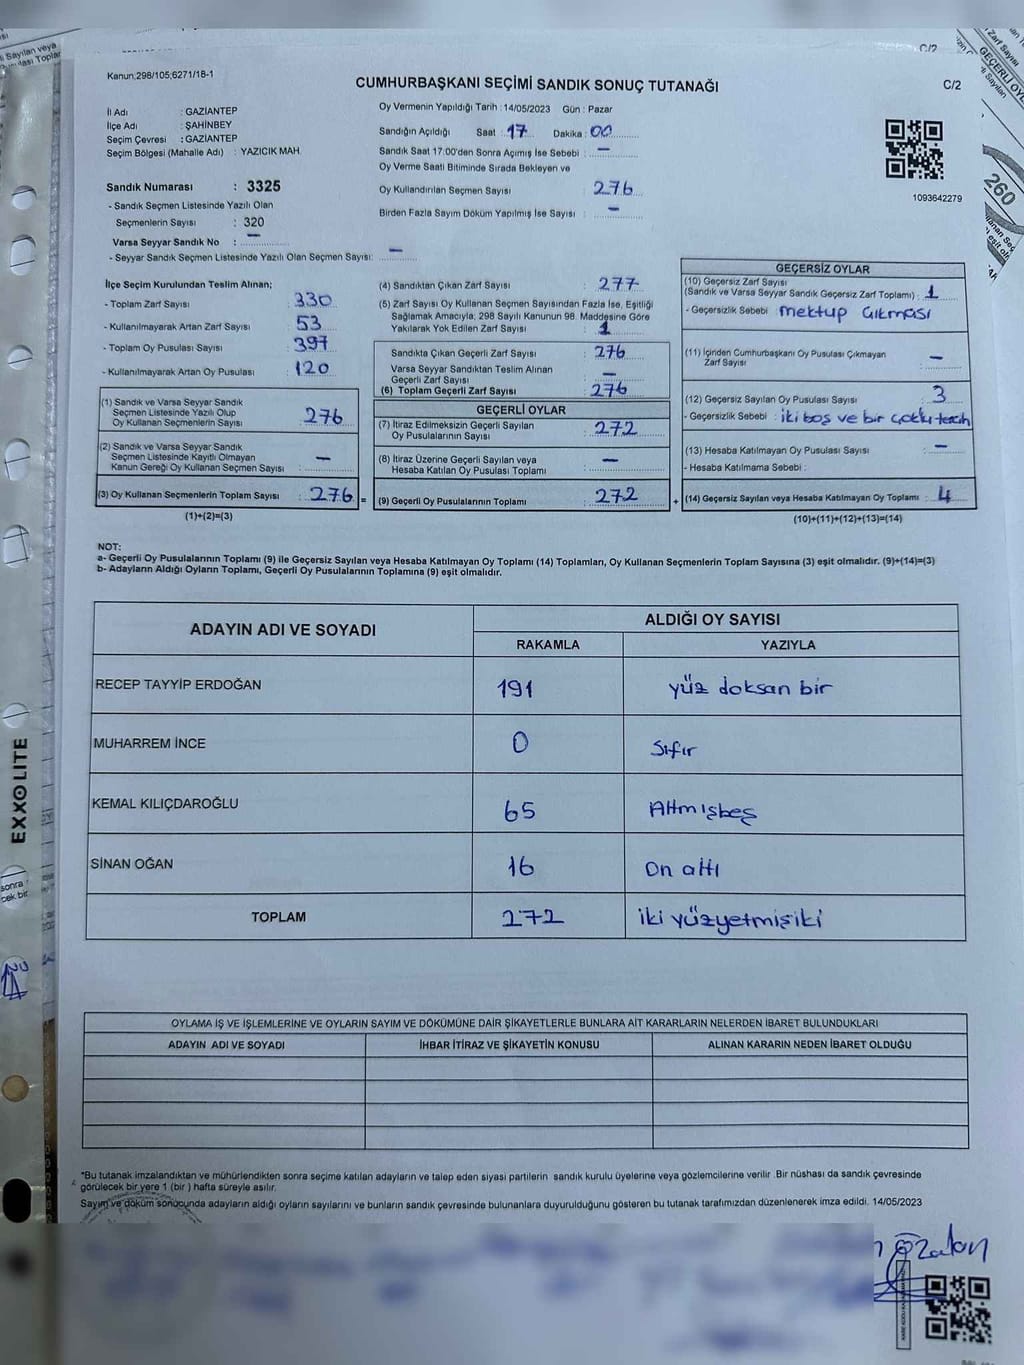 Kanun:298/105;6271/18-1
CUMHURBAŞKANI SEÇİMİ SANDIK SONUÇ TUTANAĞI
C/2
İl Adı : GAZİANTEP
İlçe Adı : ŞAHİNBEY
Seçim Çevresi : GAZİANTEP
Seçim Bölgesi (Mahalle Adı) : YAZICIK MAH.
Sandık Numarası : 3325
- Sandık Seçmen Listesinde Yazılı Olan
Seçmenlerin Sayısı : 320
Varsa Seyyar Sandık No : —
- Seyyar Sandık Seçmen Listesinde Yazılı Olan Seçmen Sayısı: —
Oy Vermenin Yapıldığı Tarih : 14/05/2023 Gün : Pazar
Sandığın Açıldığı Saat : 17 Dakika : 00
Sandık Saat 17:00'den Sonra Açımış İse Sebebi : —
Oy Verme Saati Bitiminde Sırada Bekleyen ve
Oy Kullandırılan Seçmen Sayısı : 276
Birden Fazla Sayım Döküm Yapılmış İse Sayısı : —
1093642279
İlçe Seçim Kurulundan Teslim Alınan;
- Toplam Zarf Sayısı : 330
- Kullanılmayarak Artan Zarf Sayısı : 53
- Toplam Oy Pusulası Sayısı : 397
- Kullanılmayarak Artan Oy Pusulası : 120
(1) Sandık ve Varsa Seyyar Sandık
Seçmen Listesinde Yazılı Olup
Oy Kullanan Seçmenlerin Sayısı : 276
(2) Sandık ve Varsa Seyyar Sandık
Seçmen Listesinde Kayıtlı Olmayan
Kanun Gereği Oy Kullanan Seçmen Sayısı : —
(3) Oy Kullanan Seçmenlerin Toplam Sayısı : 276 =
(1)+(2)=(3)
(4) Sandıktan Çıkan Zarf Sayısı : 277
(5) Zarf Sayısı Oy Kullanan Seçmen Sayısından Fazla İse, Eşitliği
Sağlamak Amacıyla, 298 Sayılı Kanunun 98. Maddesine Göre
Yakılarak Yok Edilen Zarf Sayısı : 1
Sandıkta Çıkan Geçerli Zarf Sayısı : 276
Varsa Seyyar Sandıktan Teslim Alınan
Geçerli Zarf Sayısı : —
(6) Toplam Geçerli Zarf Sayısı : 276
GEÇERLİ OYLAR
(7) İtiraz Edilmeksizin Geçerli Sayılan
Oy Pusulalarının Sayısı : 272
(8) İtiraz Üzerine Geçerli Sayılan veya
Hesaba Katılan Oy Pusulası Toplamı : —
(9) Geçerli Oy Pusulalarının Toplamı : 272 +
GEÇERSİZ OYLAR
(10) Geçersiz Zarf Sayısı
(Sandık ve Varsa Seyyar Sandık Geçersiz Zarf Toplamı) : 1
- Geçersizlik Sebebi : mektup çıkması
(11) İçinden Cumhurbaşkanı Oy Pusulası Çıkmayan
Zarf Sayısı : —
(12) Geçersiz Sayılan Oy Pusulası Sayısı : 3
- Geçersizlik Sebebi : iki boş ve bir çoklu tercih
(13) Hesaba Katılmayan Oy Pusulası Sayısı : —
- Hesaba Katılmama Sebebi :
(14) Geçersiz Sayılan veya Hesaba Katılmayan Oy Toplamı : 4
(10)+(11)+(12)+(13)=(14)
NOT:
a- Geçerli Oy Pusulalarının Toplamı (9) ile Geçersiz Sayılan veya Hesaba Katılmayan Oy Toplamı (14) Toplamları, Oy Kullanan Seçmenlerin Toplam Sayısına (3) eşit olmalıdır. (9)+(14)=(3)
b- Adayların Aldığı Oyların Toplamı, Geçerli Oy Pusulalarının Toplamına (9) eşit olmalıdır.
ADAYIN ADI VE SOYADI ALDIĞI OY SAYISI
RAKAMLA YAZIYLA
RECEP TAYYİP ERDOĞAN 191 yüz doksan bir
MUHARREM İNCE 0 Sıfır
KEMAL KILIÇDAROĞLU 65 Altmışbeş
SİNAN OĞAN 16 On altı
TOPLAM 272 iki yüzyetmişiki
OYLAMA İŞ VE İŞLEMLERİNE VE OYLARIN SAYIM VE DÖKÜMÜNE DAİR ŞİKAYETLERLE BUNLARA AİT KARARLARIN NELERDEN İBARET BULUNDUKLARI
ADAYIN ADI VE SOYADI İHBAR İTİRAZ VE ŞİKAYETİN KONUSU ALINAN KARARIN NEDEN İBARET OLDUĞU
*Bu tutanak imzalandıktan ve mühürlendikten sonra seçime katılan adayların ve talep eden siyasi partilerin sandık kurulu üyelerine veya gözlemcilerine verilir .Bir nüshası da sandık çevresinde
görülecek bir yere 1 (bir ) hafta süreyle asılır.
Sayım ve döküm sonucunda adayların aldığı oyların sayılarını ve bunların sandık çevresinde bulunanlara duyurulduğunu gösteren bu tutanak tarafımızdan düzenlenerek imza edildi. 14/05/2023
EXXOLITE
260